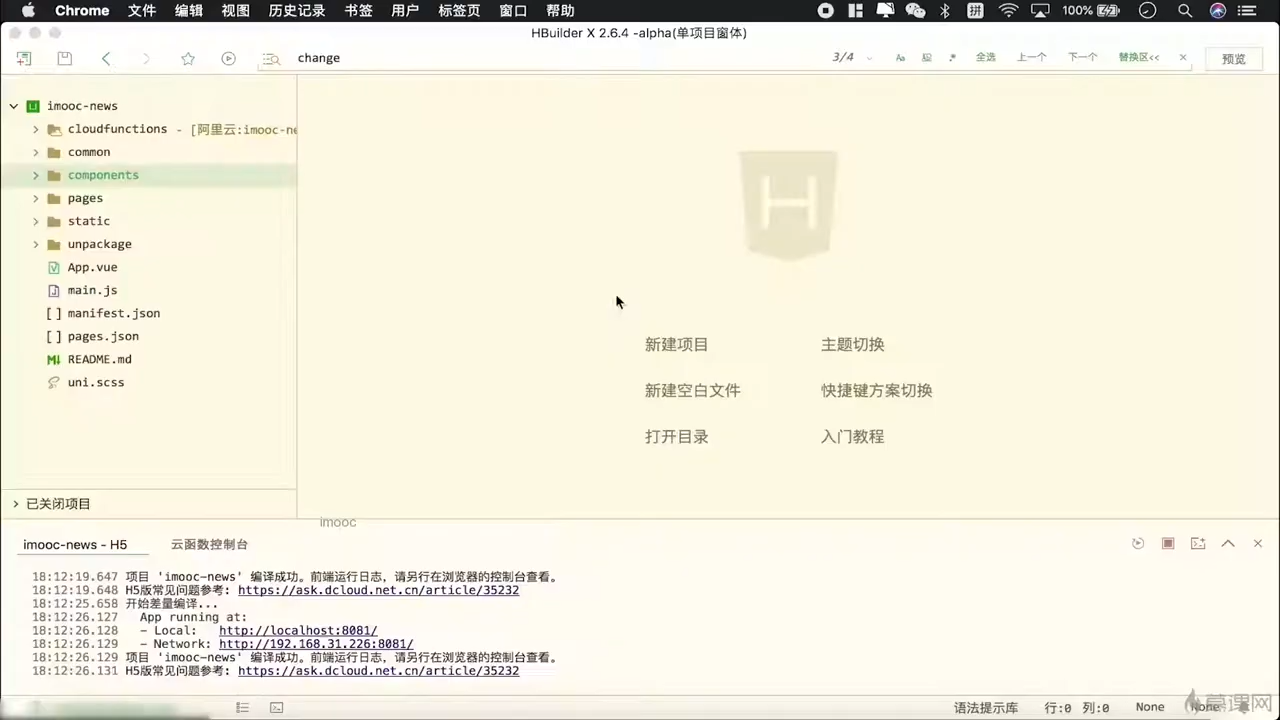 Chrome 文件 编辑 视图 历史记录 书签 用户 标签页 窗口 帮助 拼 100%
HBuilder X 2.6.4 -alpha(单项目窗体)
change 3/4 Aa .* 全选 上一个 下一个 替换区<< 预览
imooc-news
cloudfunctions - [阿里云:imooc-ne
common
components
pages
static
unpackage
App.vue
main.js
[ ] manifest.json
[ ] pages.json
README.md
uni.scss
H
新建项目 主题切换
新建空白文件 快捷键方案切换
打开目录 入门教程
已关闭项目
imooc
imooc-news - H5 云函数控制台
18:12:19.647 项目 'imooc-news' 编译成功。前端运行日志，请另行在浏览器的控制台查看。
18:12:19.648 H5版常见问题参考: https://ask.dcloud.net.cn/article/35232
18:12:25.658 开始差量编译...
18:12:26.127 App running at:
18:12:26.128 - Local: http://localhost:8081/
18:12:26.129 - Network: http://192.168.31.226:8081/
18:12:26.129 项目 'imooc-news' 编译成功。前端运行日志，请另行在浏览器的控制台查看。
18:12:26.131 H5版常见问题参考: https://ask.dcloud.net.cn/article/35232
语法提示库 行:0 列:0 None None
慕课网